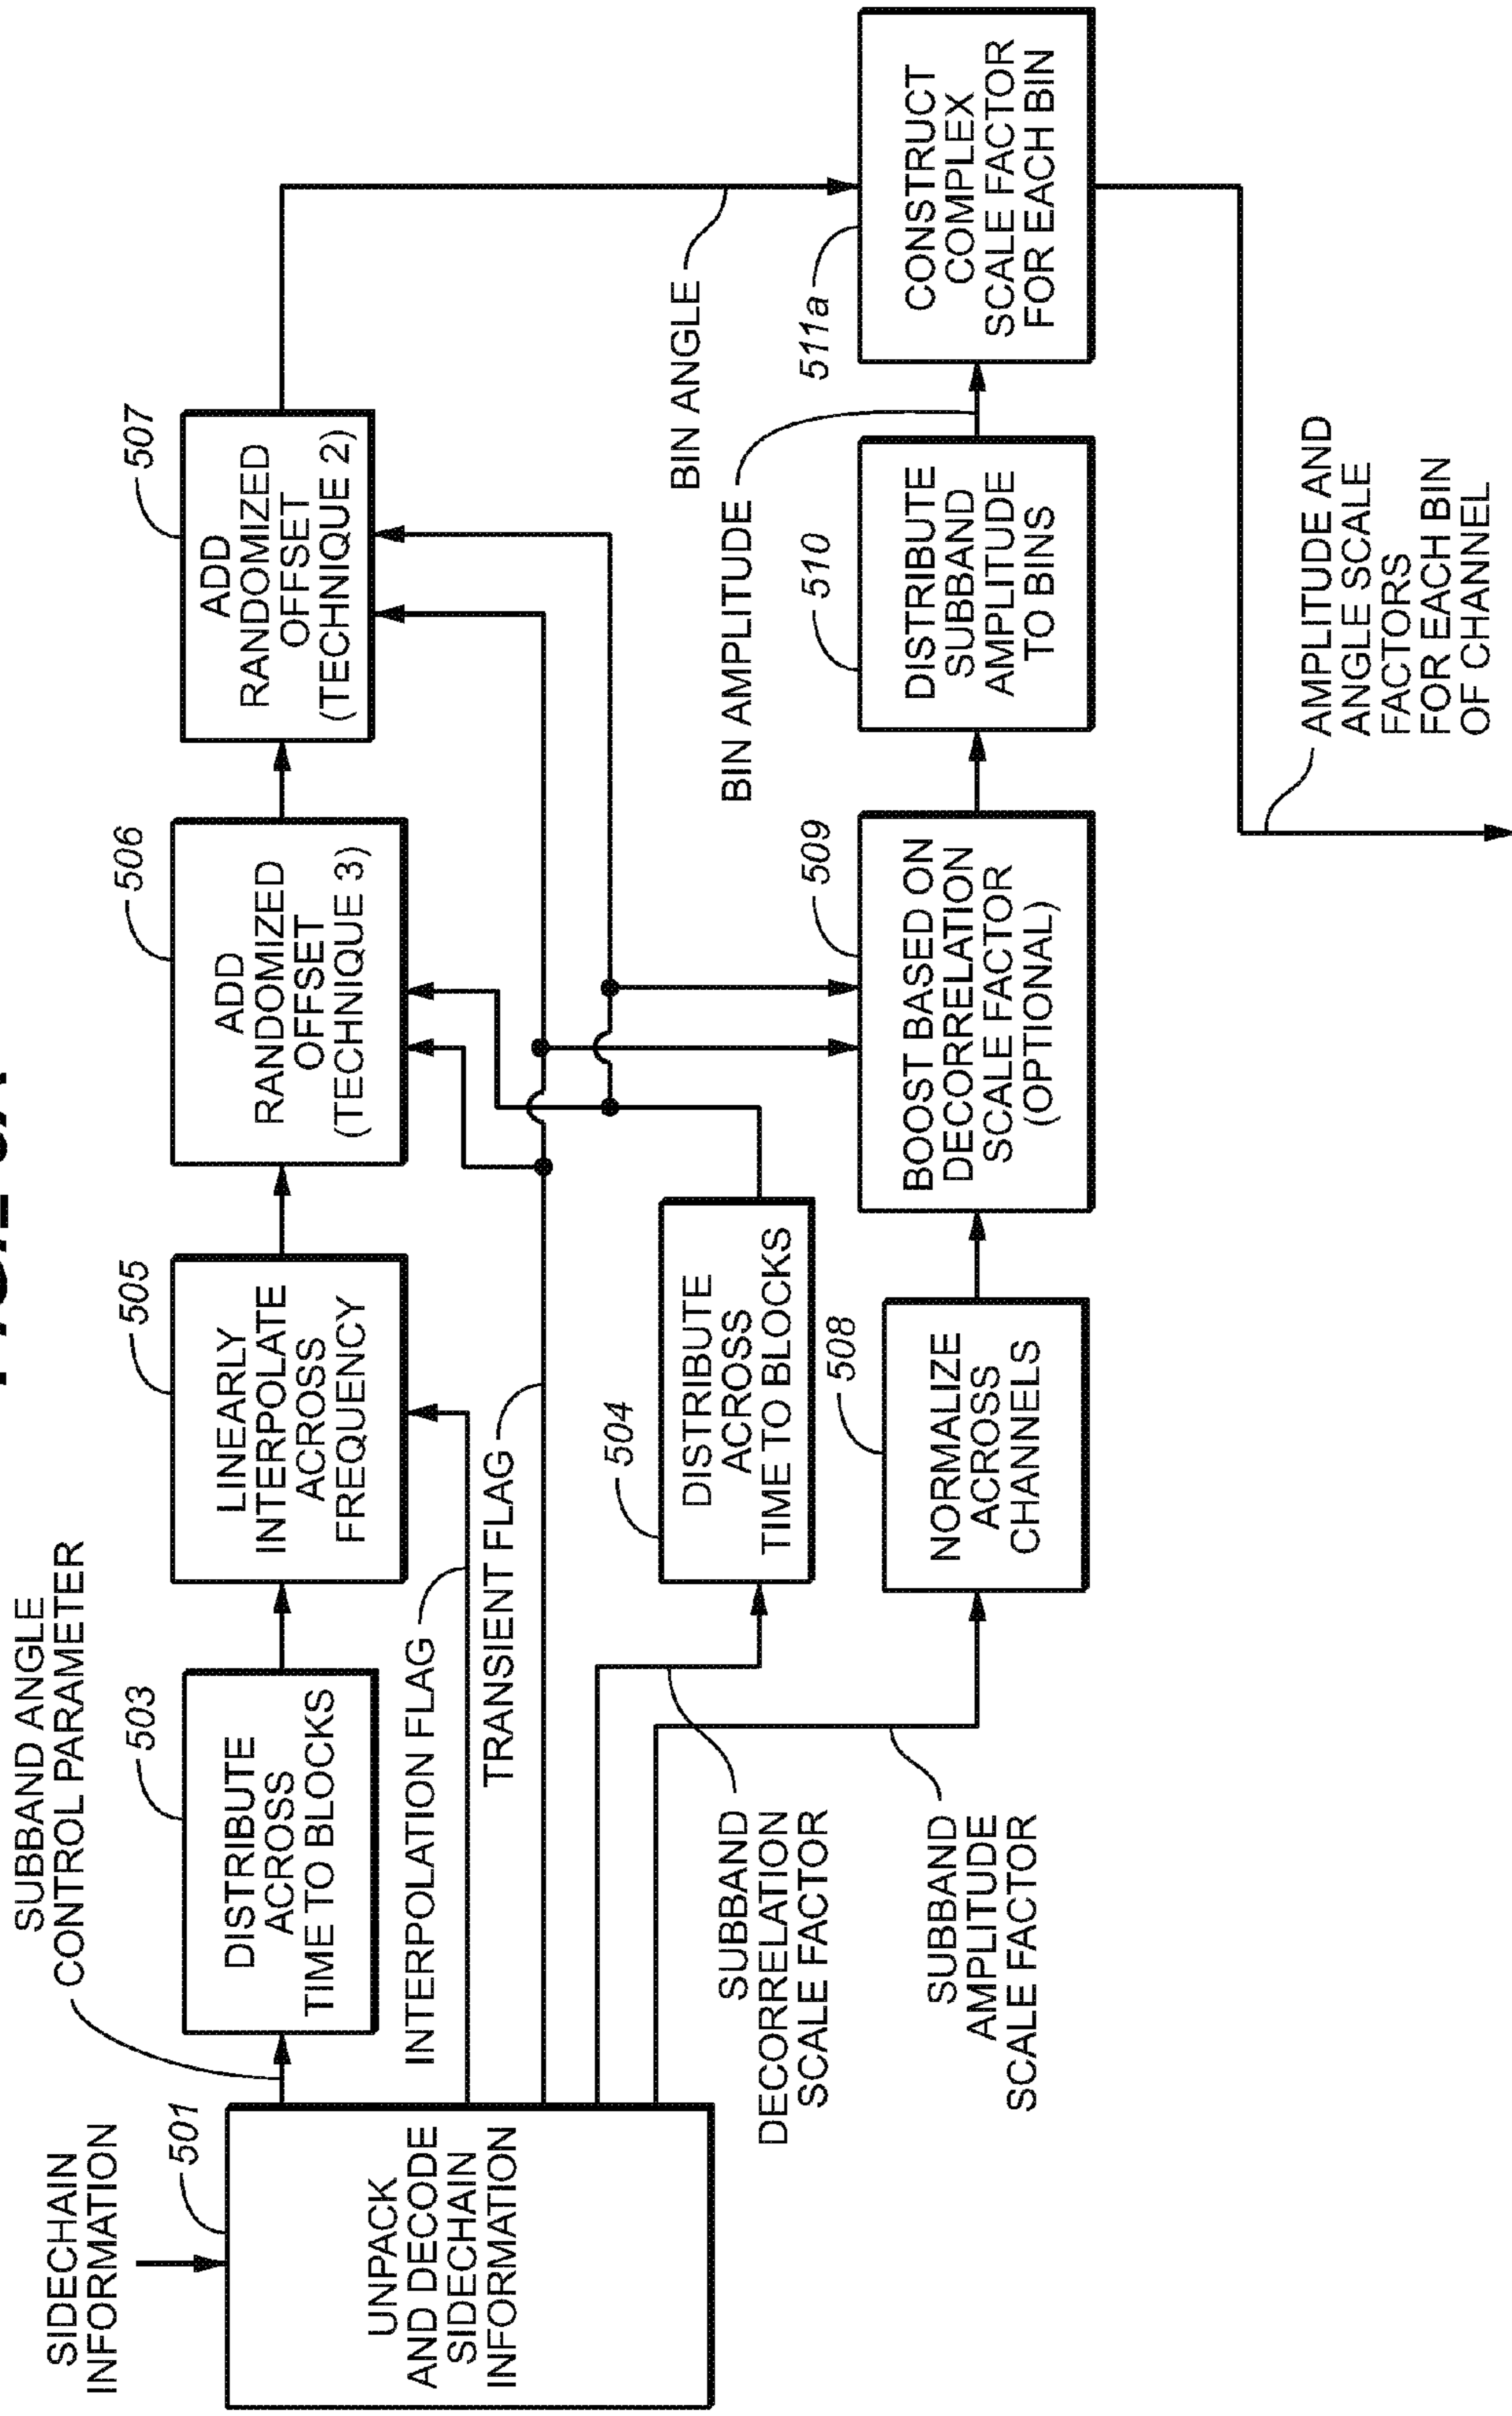 SIDECHAIN
INFORMATION
501
UNPACK
AND DECODE
SIDECHAIN
INFORMATION
SUBBAND ANGLE
CONTROL PARAMETER
503
DISTRIBUTE
ACROSS
TIME TO BLOCKS
505
LINEARLY
INTERPOLATE
ACROSS
FREQUENCY
506
ADD
RANDOMIZED
OFFSET
(TECHNIQUE 3)
507
ADD
RANDOMIZED
OFFSET
(TECHNIQUE 2)
INTERPOLATION FLAG
TRANSIENT FLAG
504
DISTRIBUTE
ACROSS
TIME TO BLOCKS
SUBBAND
DECORRELATION
SCALE FACTOR
SUBBAND
AMPLITUDE
SCALE FACTOR
508
NORMALIZE
ACROSS
CHANNELS
509
BOOST BASED ON
DECORRELATION
SCALE FACTOR
(OPTIONAL)
BIN AMPLITUDE
510
DISTRIBUTE
SUBBAND
AMPLITUDE
TO BINS
BIN ANGLE
511a
CONSTRUCT
COMPLEX
SCALE FACTOR
FOR EACH BIN
AMPLITUDE AND
ANGLE SCALE
FACTORS
FOR EACH BIN
OF CHANNEL